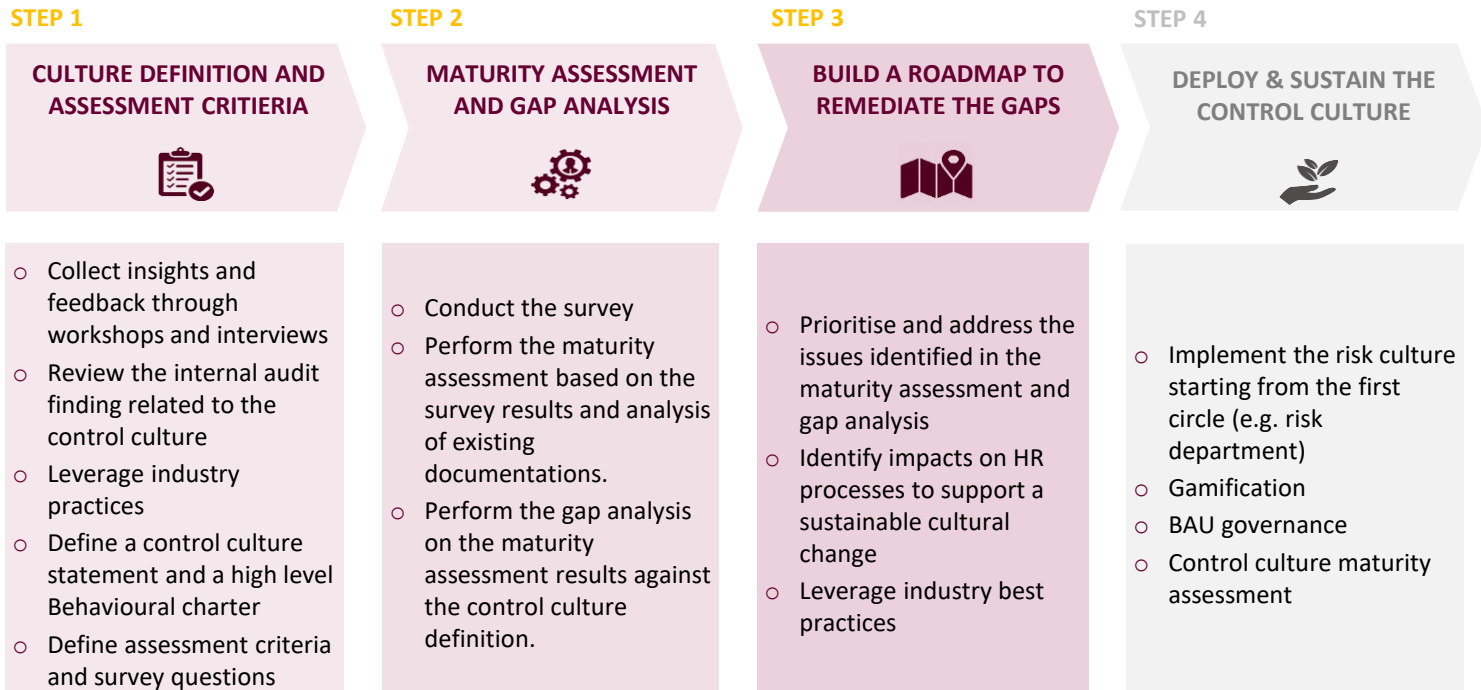 STEP 1
CULTURE DEFINITION AND
ASSESSMENT CRITIERIA
○ Collect insights and
feedback through
workshops and interviews
○ Review the internal audit
finding related to the
control culture
○ Leverage industry
practices
○ Define a control culture
statement and a high level
Behavioural charter
○ Define assessment criteria
and survey questions
STEP 2
MATURITY ASSESSMENT
AND GAP ANALYSIS
○ Conduct the survey
○ Perform the maturity
assessment based on the
survey results and analysis
of existing
documentations.
○ Perform the gap analysis
on the maturity
assessment results against
the control culture
definition.
STEP 3
BUILD A ROADMAP TO
REMEDIATE THE GAPS
○ Prioritise and address the
issues identified in the
maturity assessment and
gap analysis
○ Identify impacts on HR
processes to support a
sustainable cultural
change
○ Leverage industry best
practices
STEP 4
DEPLOY & SUSTAIN THE
CONTROL CULTURE
○ Implement the risk culture
starting from the first
circle (e.g. risk
department)
○ Gamification
○ BAU governance
○ Control culture maturity
assessment